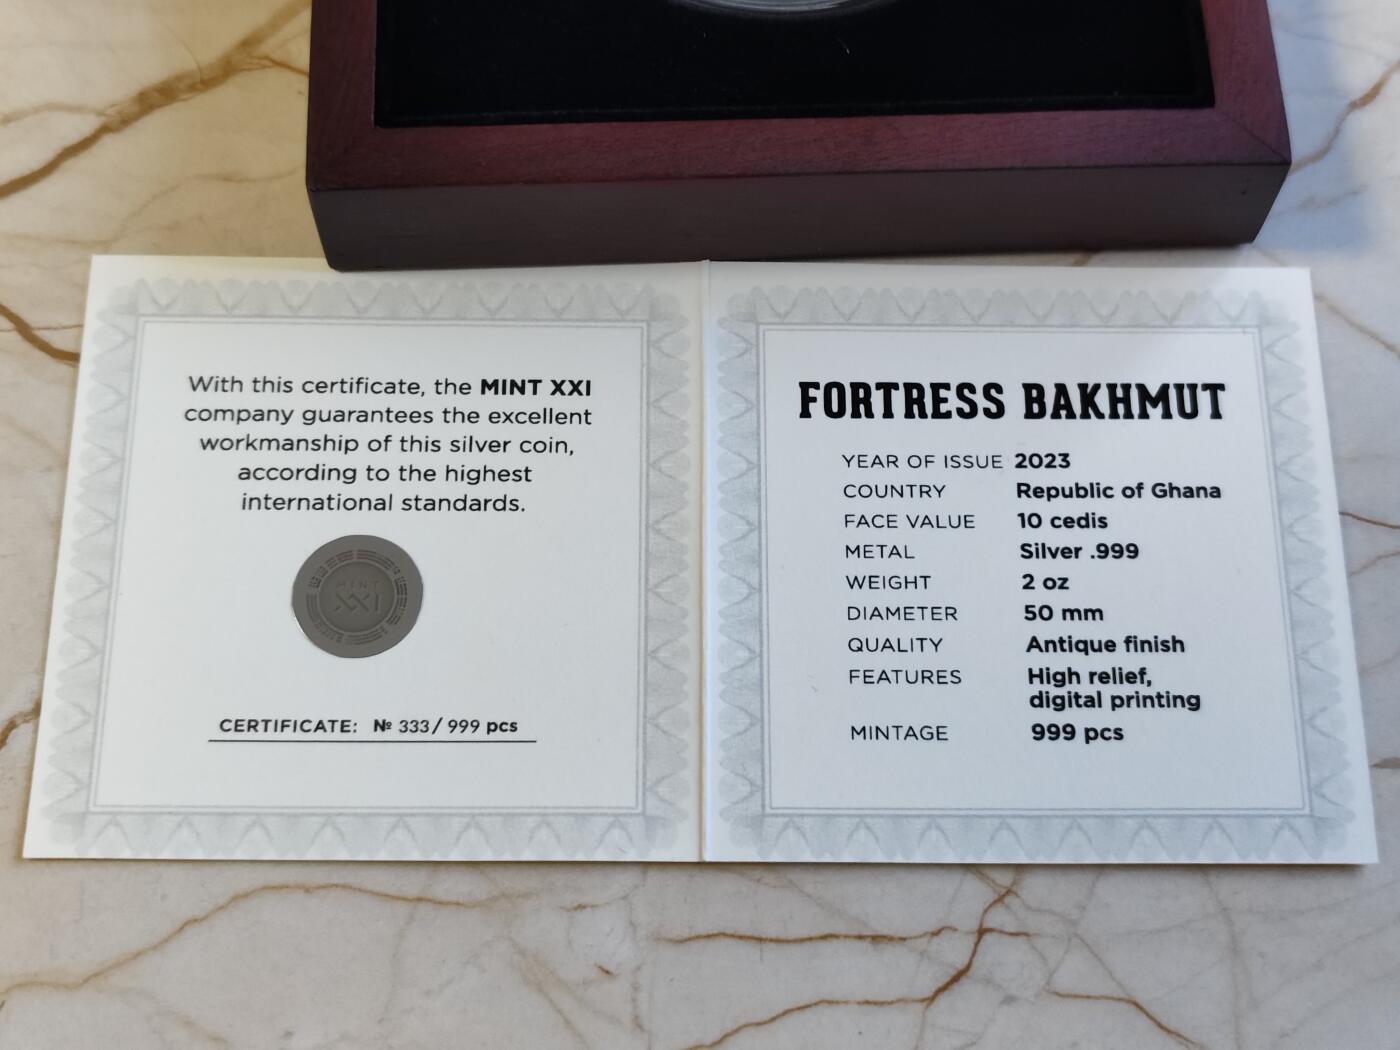 With this certificate, the MINT XXI
company guarantees the excellent
workmanship of this silver coin,
according to the highest
international standards.
MINT
XXI
CERTIFICATE: № 333/ 999 pcs
FORTRESS BAKHMUT
YEAR OF ISSUE 2023
COUNTRY Republic of Ghana
FACE VALUE 10 cedis
METAL Silver .999
WEIGHT 2 oz
DIAMETER 50 mm
QUALITY Antique finish
FEATURES High relief,
digital printing
MINTAGE 999 pcs